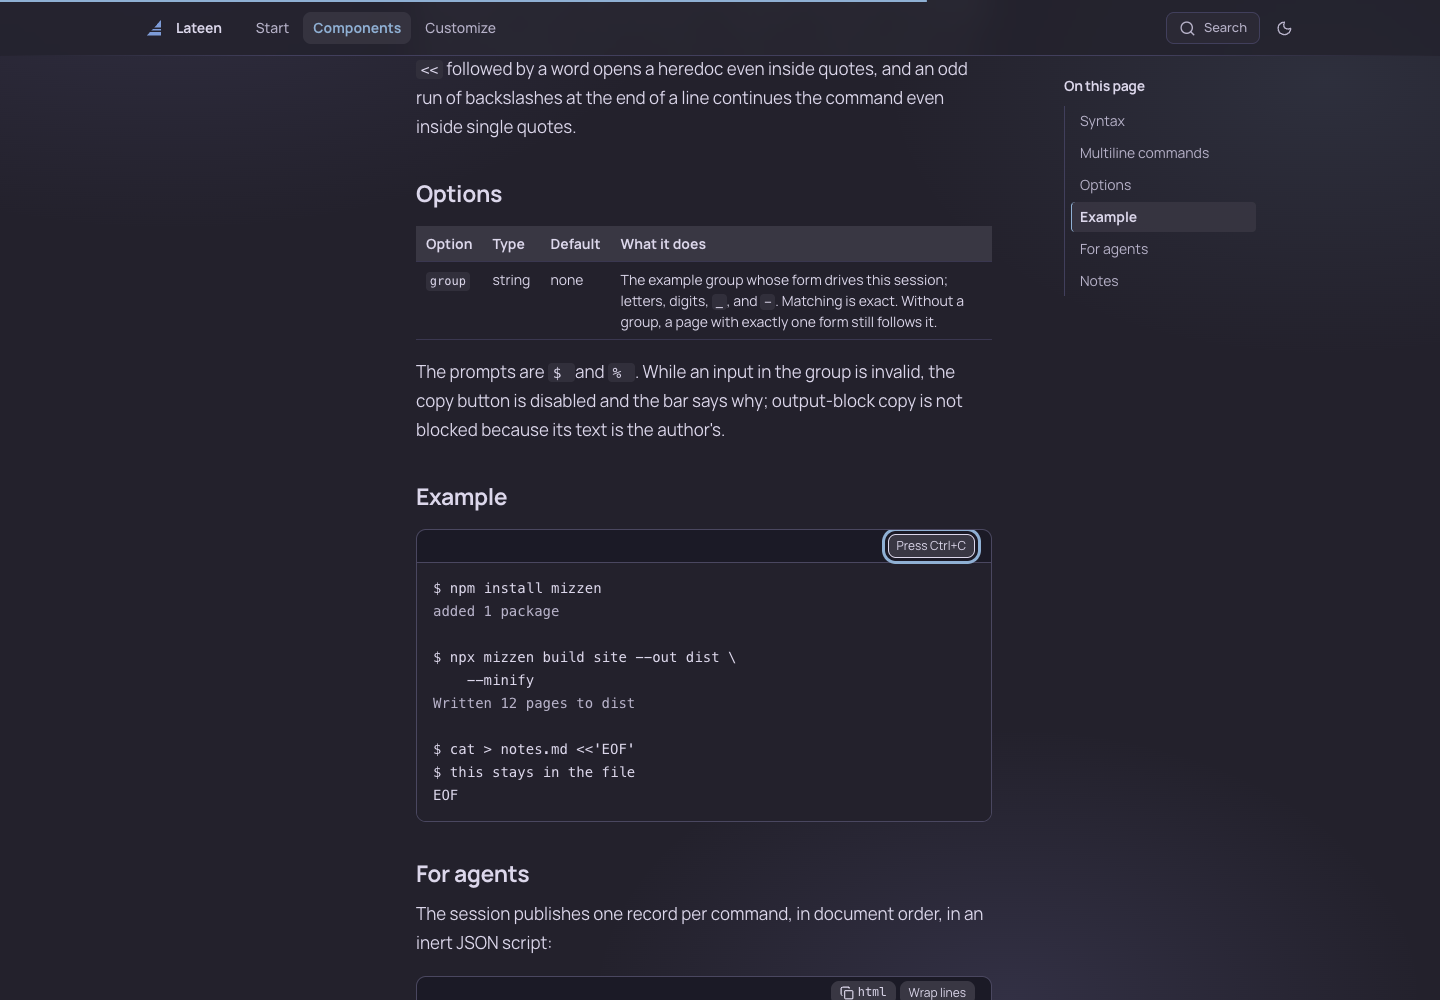 Lateen
Start
Components
Customize
Search
<< followed by a word opens a heredoc even inside quotes, and an odd
run of backslashes at the end of a line continues the command even
inside single quotes.
On this page
Syntax
Multiline commands
Options
Example
For agents
Notes
Options
Option Type Default What it does
group string none The example group whose form drives this session;
letters, digits, _, and -. Matching is exact. Without a
group, a page with exactly one form still follows it.
The prompts are $ and % . While an input in the group is invalid, the
copy button is disabled and the bar says why; output-block copy is not
blocked because its text is the author's.
Example
Press Ctrl+C
$ npm install mizzen
added 1 package
$ npx mizzen build site --out dist \
    --minify
Written 12 pages to dist
$ cat > notes.md <<'EOF'
$ this stays in the file
EOF
For agents
The session publishes one record per command, in document order, in an
inert JSON script:
html Wrap lines